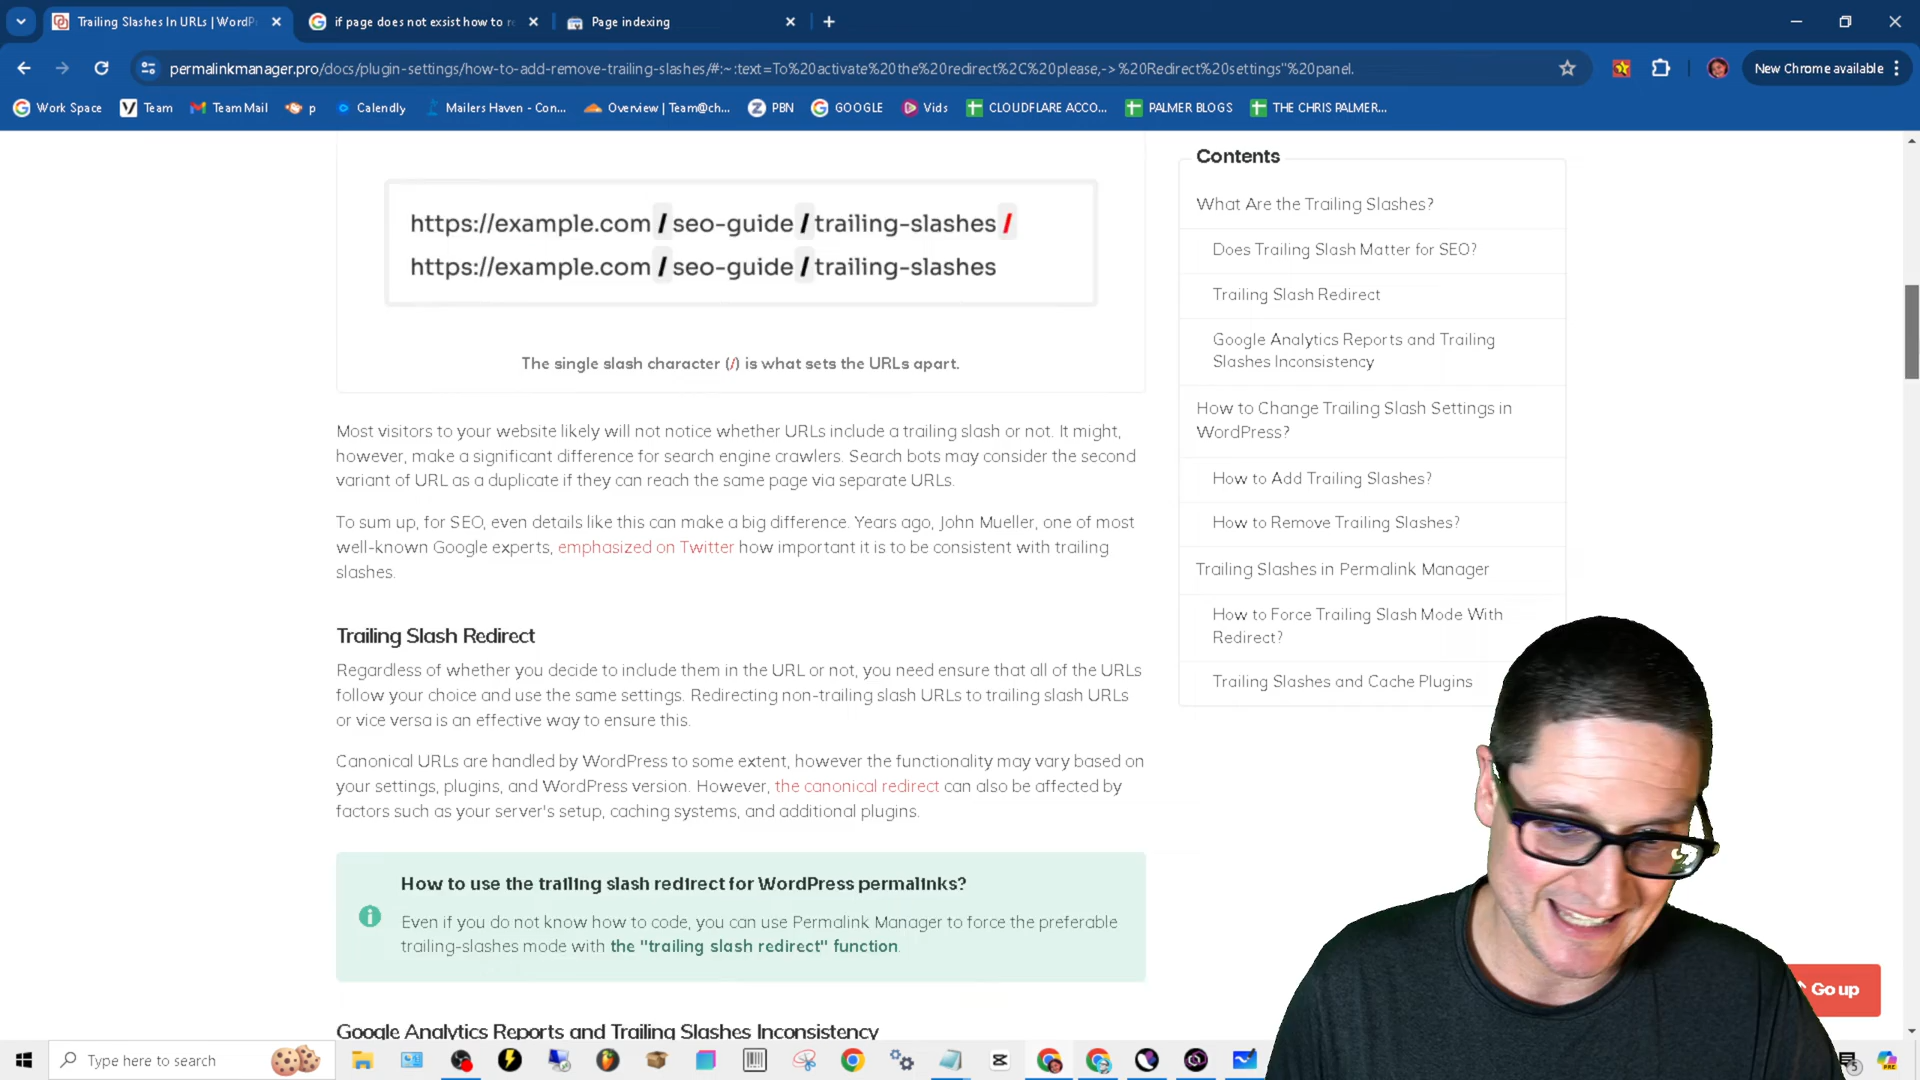 Trailing Slashes In URLs | WordP
if page does not exsist how to r
Page indexing
permalinkmanager.pro/docs/plugin-settings/how-to-add-remove-trailing-slashes/#:~:text=To%20activate%20the%20redirect%2C%20please,->%20Redirect%20settings"%20panel.
New Chrome available
Work Space
Team
Team Mail
p
Calendly
Mailers Haven - Con...
Overview | Team@ch...
PBN
GOOGLE
Vids
CLOUDFLARE ACCO...
PALMER BLOGS
THE CHRIS PALMER...
https://example.com/seo-guide/trailing-slashes/
https://example.com/seo-guide/trailing-slashes
The single slash character (/) is what sets the URLs apart.
Most visitors to your website likely will not notice whether URLs include a trailing slash or not. It might,
however, make a significant difference for search engine crawlers. Search bots may consider the second
variant of URL as a duplicate if they can reach the same page via separate URLs.
To sum up, for SEO, even details like this can make a big difference. Years ago, John Mueller, one of most
well-known Google experts, emphasized on Twitter how important it is to be consistent with trailing
slashes.
Trailing Slash Redirect
Regardless of whether you decide to include them in the URL or not, you need ensure that all of the URLs
follow your choice and use the same settings. Redirecting non-trailing slash URLs to trailing slash URLs
or vice versa is an effective way to ensure this.
Canonical URLs are handled by WordPress to some extent, however the functionality may vary based on
your settings, plugins, and WordPress version. However, the canonical redirect can also be affected by
factors such as your server's setup, caching systems, and additional plugins.
How to use the trailing slash redirect for WordPress permalinks?
Even if you do not know how to code, you can use Permalink Manager to force the preferable
trailing-slashes mode with the "trailing slash redirect" function.
Google Analytics Reports and Trailing Slashes Inconsistency
Contents
What Are the Trailing Slashes?
Does Trailing Slash Matter for SEO?
Trailing Slash Redirect
Google Analytics Reports and Trailing
Slashes Inconsistency
How to Change Trailing Slash Settings in
WordPress?
How to Add Trailing Slashes?
How to Remove Trailing Slashes?
Trailing Slashes in Permalink Manager
How to Force Trailing Slash Mode With
Redirect?
Trailing Slashes and Cache Plugins
Go up
Type here to search
5